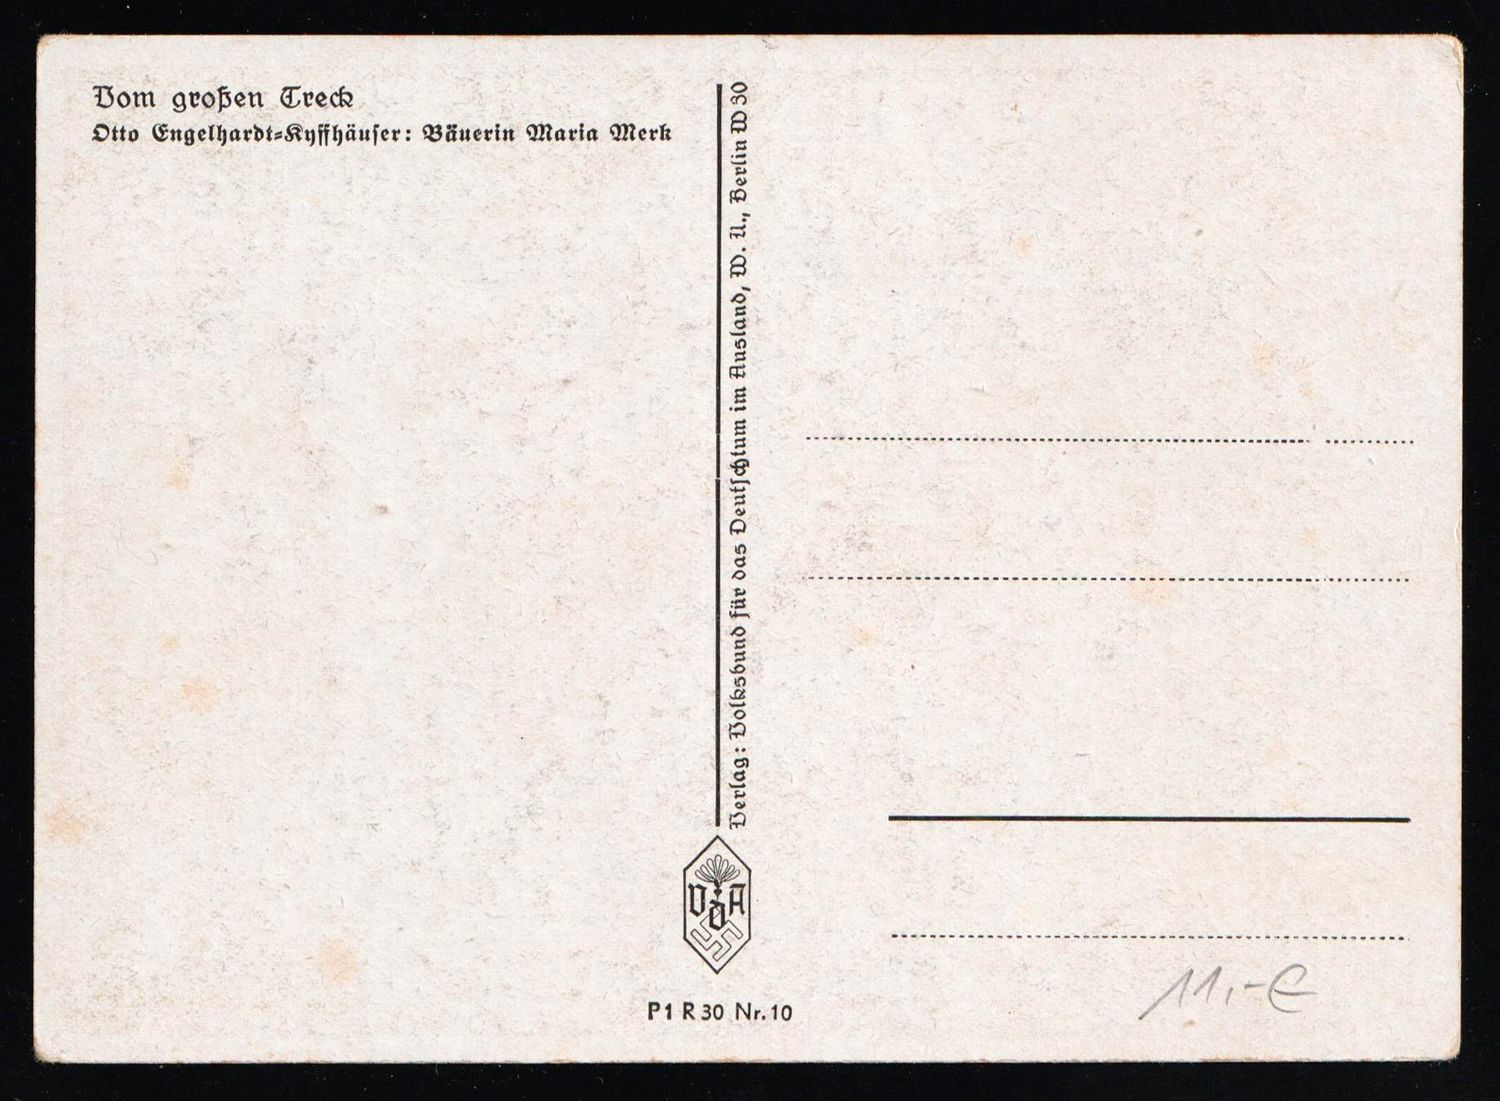 Vom großen Treck
Otto Engelhardt-Kyffhäuser: Bäuerin Maria Merk
Verlag: Volksbund für das Deutschtum im Ausland, W. U., Berlin W 30
VdA
P1 R30 Nr. 10
11,-€